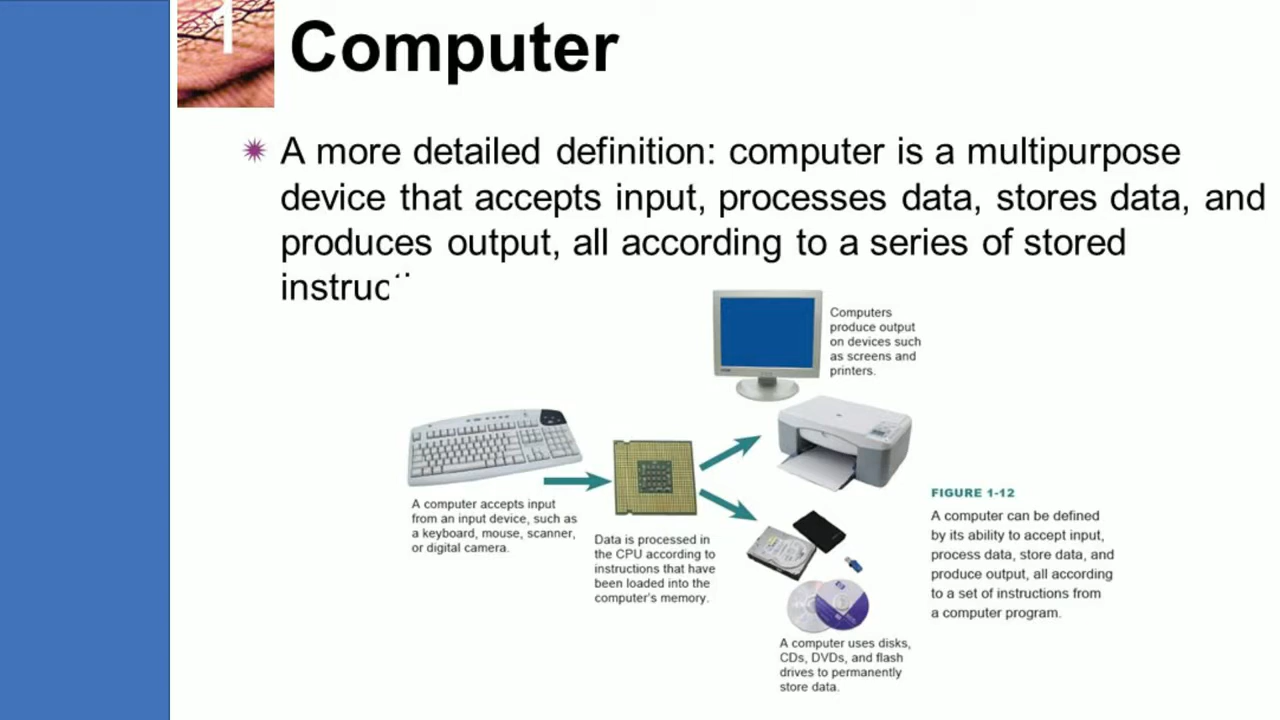 1
Computer
A more detailed definition: computer is a multipurpose
device that accepts input, processes data, stores data, and
produces output, all according to a series of stored
Computers
produce output
on devices such
as screens and
printers.
A computer accepts input
from an input device, such as
a keyboard, mouse, scanner,
or digital camera.
Data is processed in
the CPU according to
instructions that have
been loaded into the
computer's memory.
A computer uses disks,
CDs, DVDs, and flash
drives to permanently
store data.
FIGURE 1-12
A computer can be defined
by its ability to accept input,
process data, store data, and
produce output, all according
to a set of instructions from
a computer program.